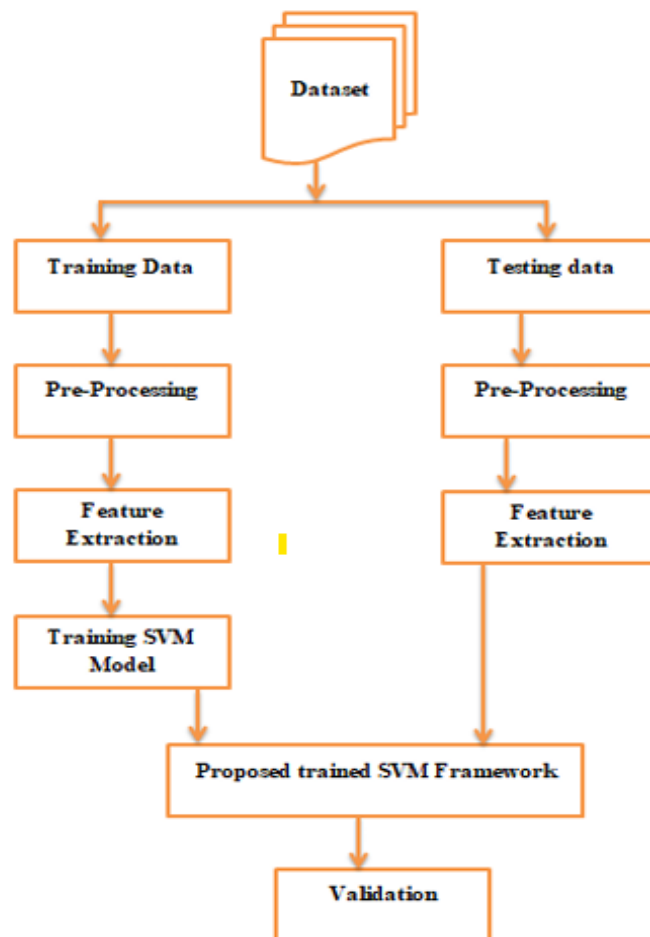 Dataset
Training Data
Testing data
Pre-Processing
Pre-Processing
Feature
Extraction
Feature
Extraction
Training SVM
Model
Proposed trained SVM Framework
Validation